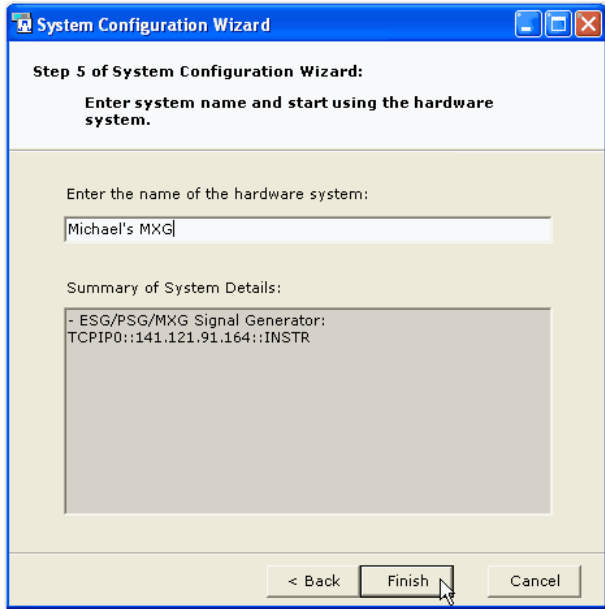 System Configuration Wizard
Step 5 of System Configuration Wizard:
Enter system name and start using the hardware
system.
Enter the name of the hardware system:
Michael's MXG
Summary of System Details:
- ESG/PSG/MXG Signal Generator:
TCPIP0::141.121.91.164::INSTR
< Back Finish Cancel